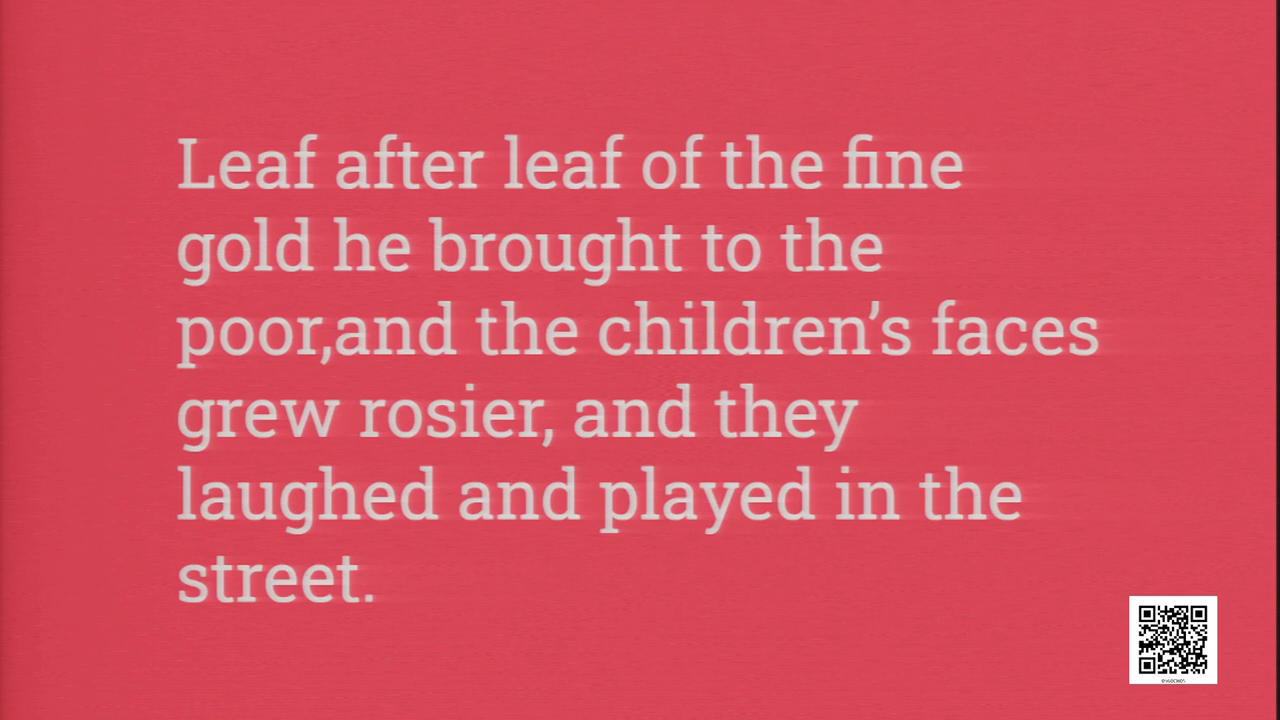 Leaf after leaf of the fine
gold he brought to the
poor,and the children’s faces
grew rosier, and they
laughed and played in the
street.